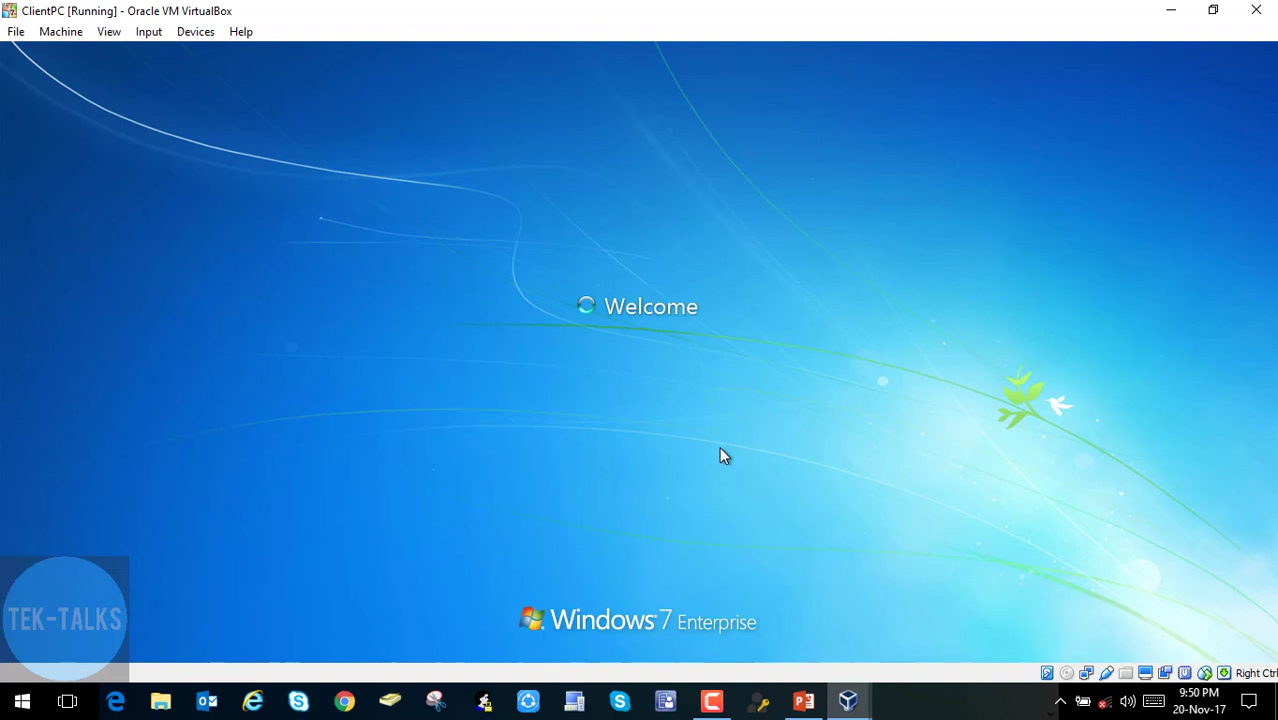 ClientPC [Running] - Oracle VM VirtualBox
File Machine View Input Devices Help
Welcome
TEK-TALKS
Windows 7 Enterprise
Right Ctrl
9:50 PM
20-Nov-17